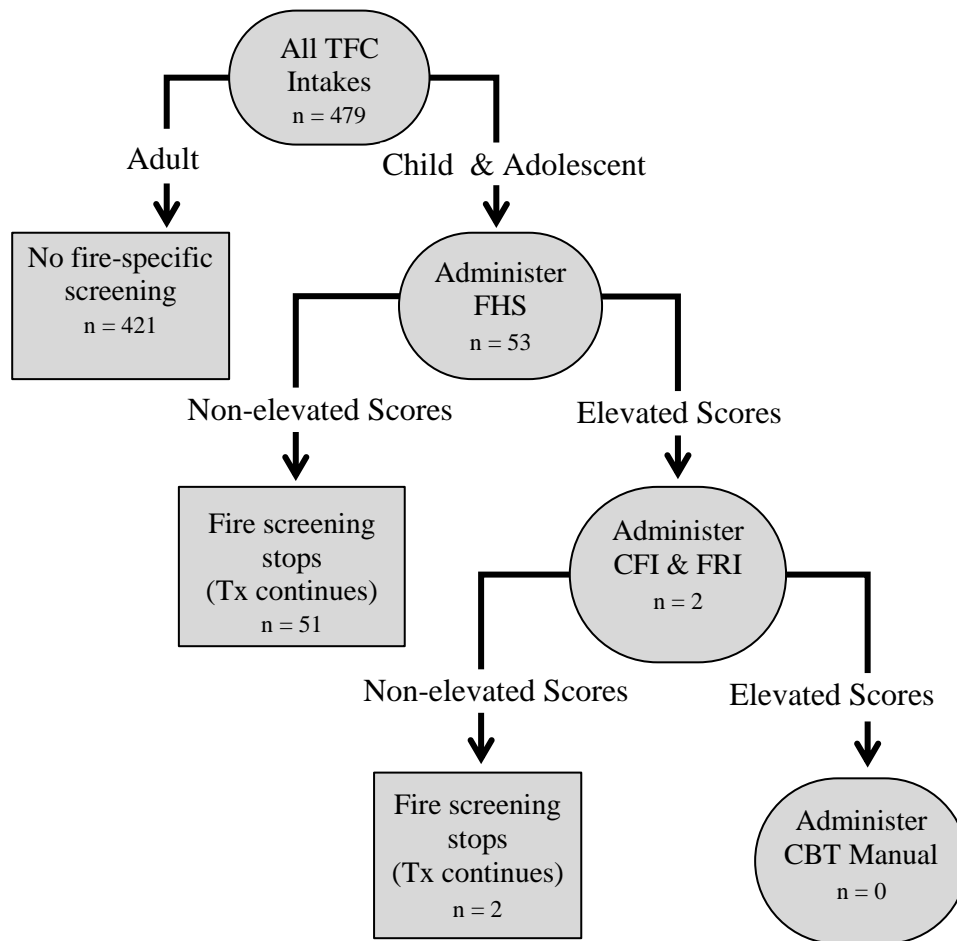 All TFC
Intakes
n = 479
Adult
Child & Adolescent
No fire-specific
screening
n = 421
Administer
FHS
n = 53
Non-elevated Scores
Elevated Scores
Fire screening
stops
(Tx continues)
n = 51
Administer
CFI & FRI
n = 2
Non-elevated Scores
Elevated Scores
Fire screening
stops
(Tx continues)
n = 2
Administer
CBT Manual
n = 0